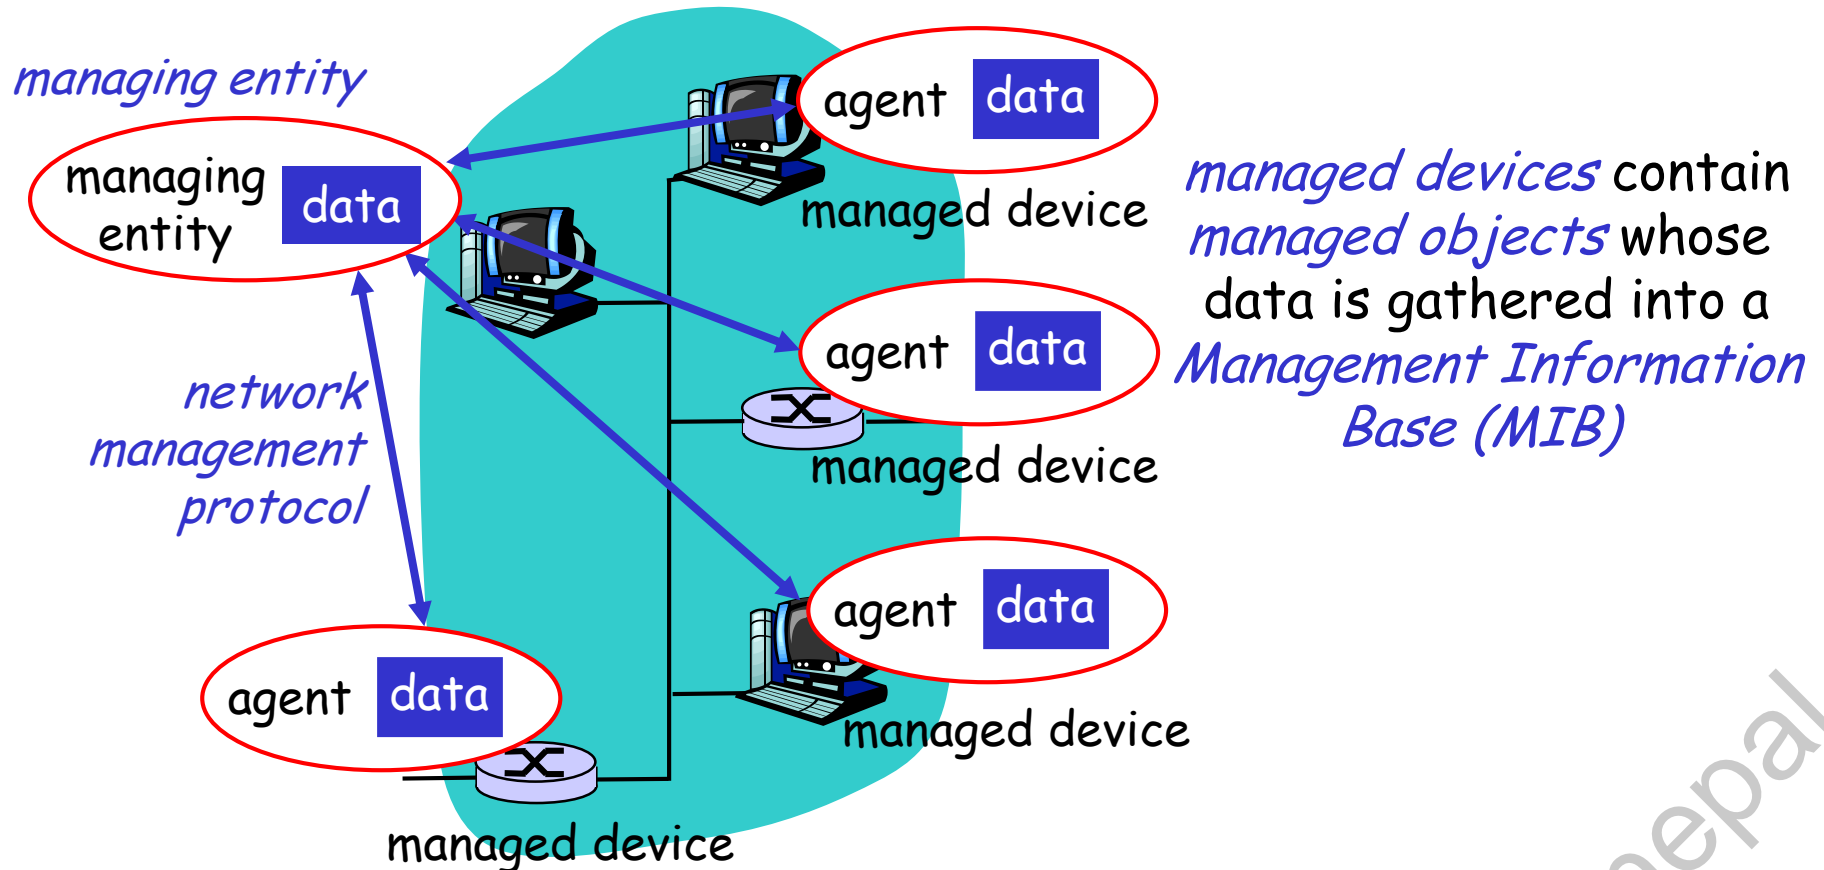 managing entity
managing
entity
data
agent data
managed device
agent data
managed device
network
management
protocol
agent data
managed device
agent data
managed device
managed devices contain
managed objects whose
data is gathered into a
Management Information
Base (MIB)